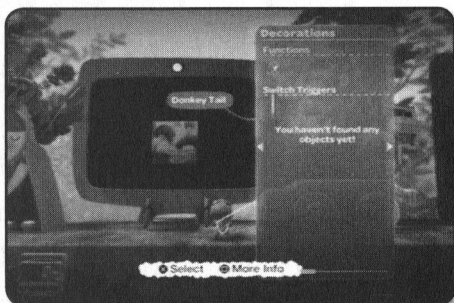 Decorations
Functions
Switch Triggers
Donkey Tail
You haven't found any
objects yet!
Select
More Info